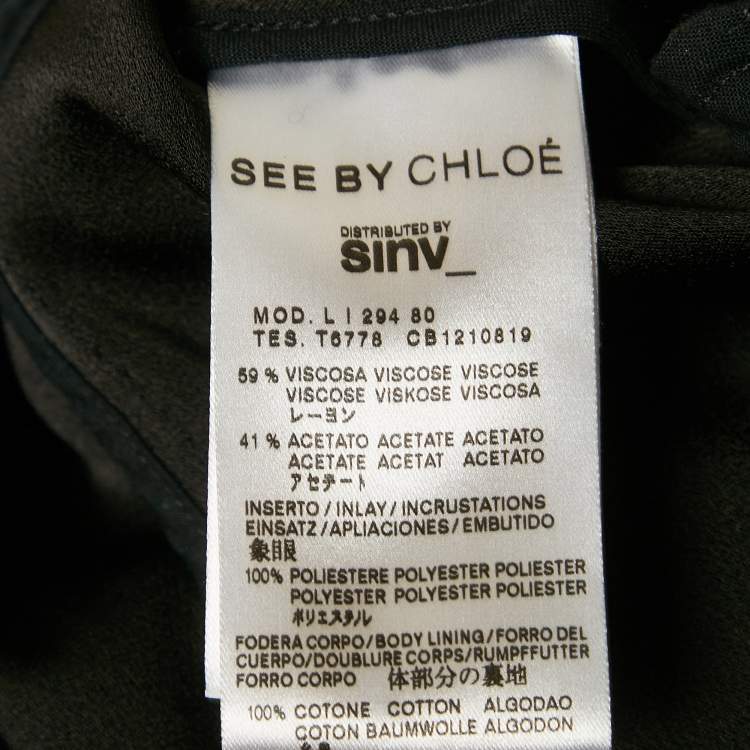 SEE BY CHLOÉ
DISTRIBUTED BY
sinv_
MOD. L I 294 80
TES. T6778 CB1210819
59 % VISCOSA VISCOSE VISCOSE
VISCOSE VISKOSE VISCOSA
レーヨン
41 % ACETATO ACETATE ACETATO
ACETATE ACETAT ACETATO
アセテート
INSERTO / INLAY / INCRUSTATIONS
EINSATZ / APLIACIONES / EMBUTIDO
象眼
100% POLIESTERE POLYESTER POLIESTER
POLYESTER POLYESTER POLIESTER
ポリエステル
FODERA CORPO/BODY LINING/FORRO DEL
CUERPO/DOUBLURE CORPS/RUMPFFUTTER
FORRO CORPO 体部分の裏地
100% COTONE COTTON ALGODAO
COTON BAUMWOLLE ALGODON